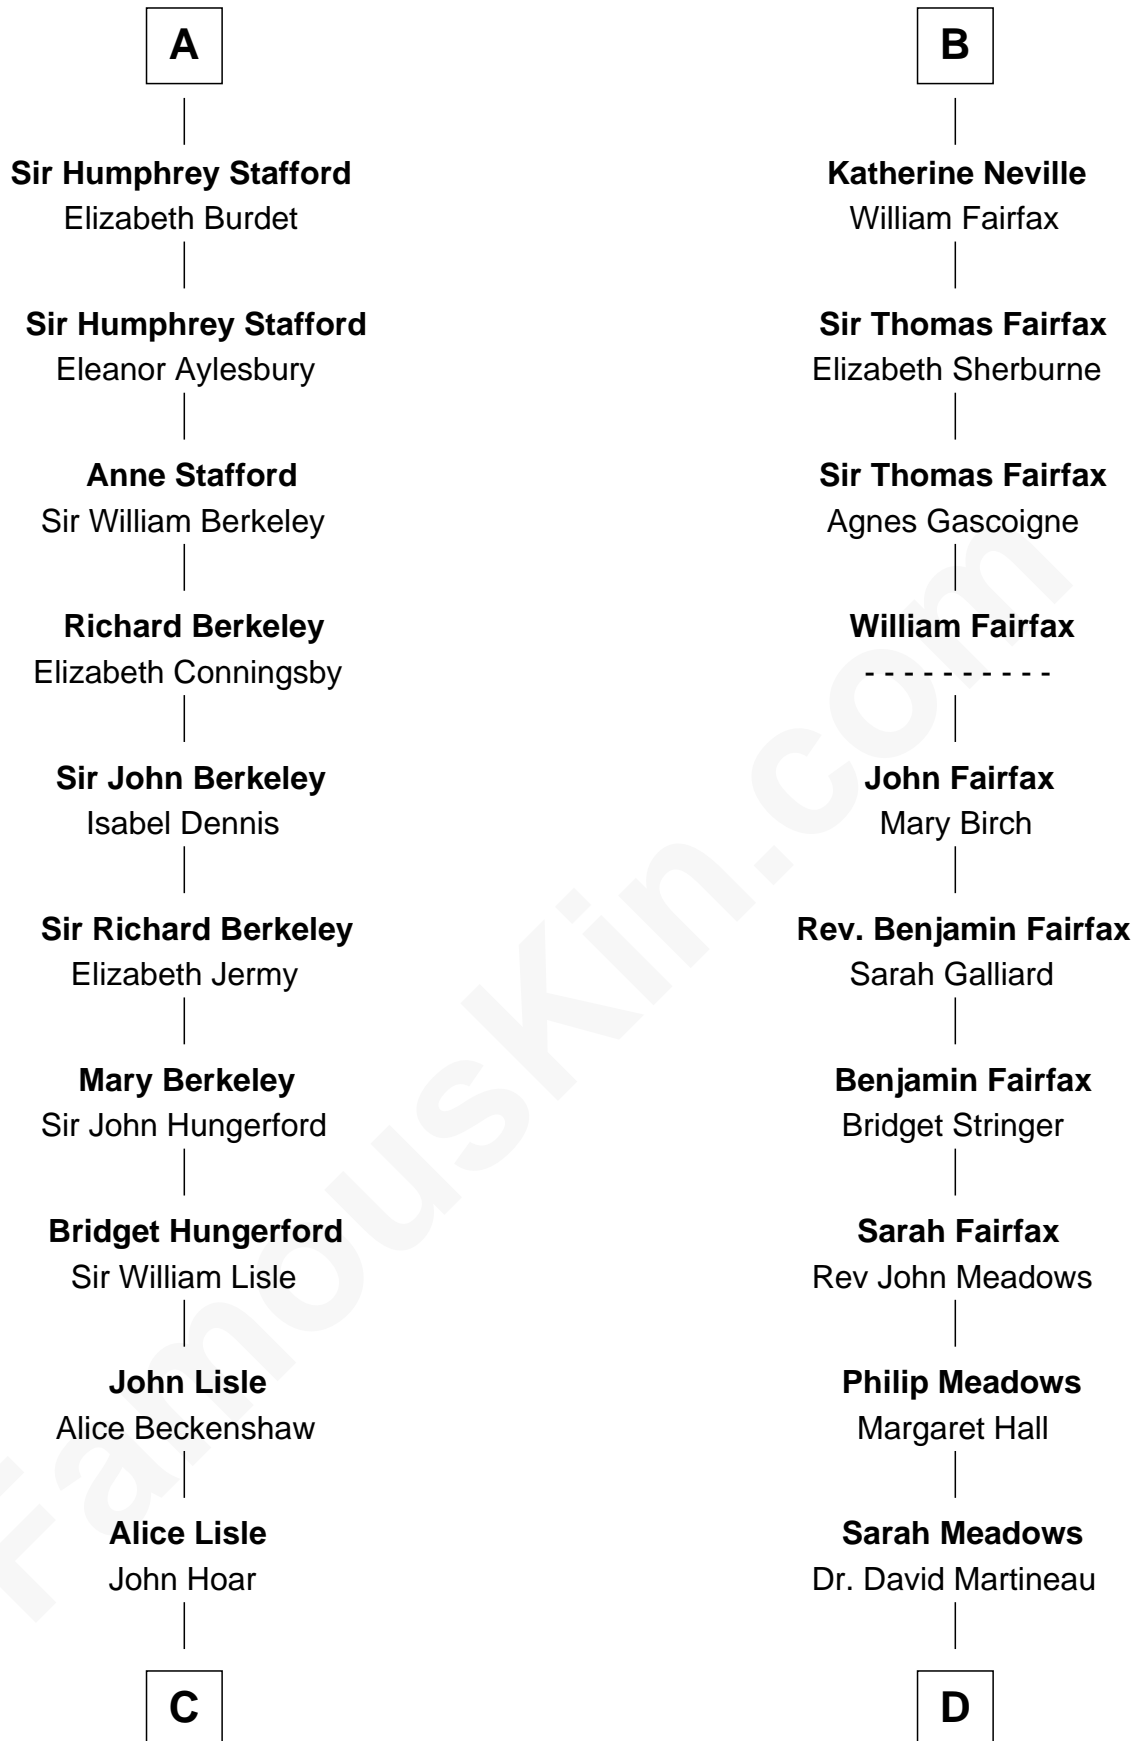 A
Sir Humphrey Stafford
Elizabeth Burdet
Sir Humphrey Stafford
Eleanor Aylesbury
Anne Stafford
Sir William Berkeley
Richard Berkeley
Elizabeth Conningsby
Sir John Berkeley
Isabel Dennis
Sir Richard Berkeley
Elizabeth Jermy
Mary Berkeley
Sir John Hungerford
Bridget Hungerford
Sir William Lisle
John Lisle
Alice Beckenshaw
Alice Lisle
John Hoar
C
B
Katherine Neville
William Fairfax
Sir Thomas Fairfax
Elizabeth Sherburne
Sir Thomas Fairfax
Agnes Gascoigne
William Fairfax
- - - - - - - - - -
John Fairfax
Mary Birch
Rev. Benjamin Fairfax
Sarah Galliard
Benjamin Fairfax
Bridget Stringer
Sarah Fairfax
Rev John Meadows
Philip Meadows
Margaret Hall
Sarah Meadows
Dr. David Martineau
D
FamousKin.com